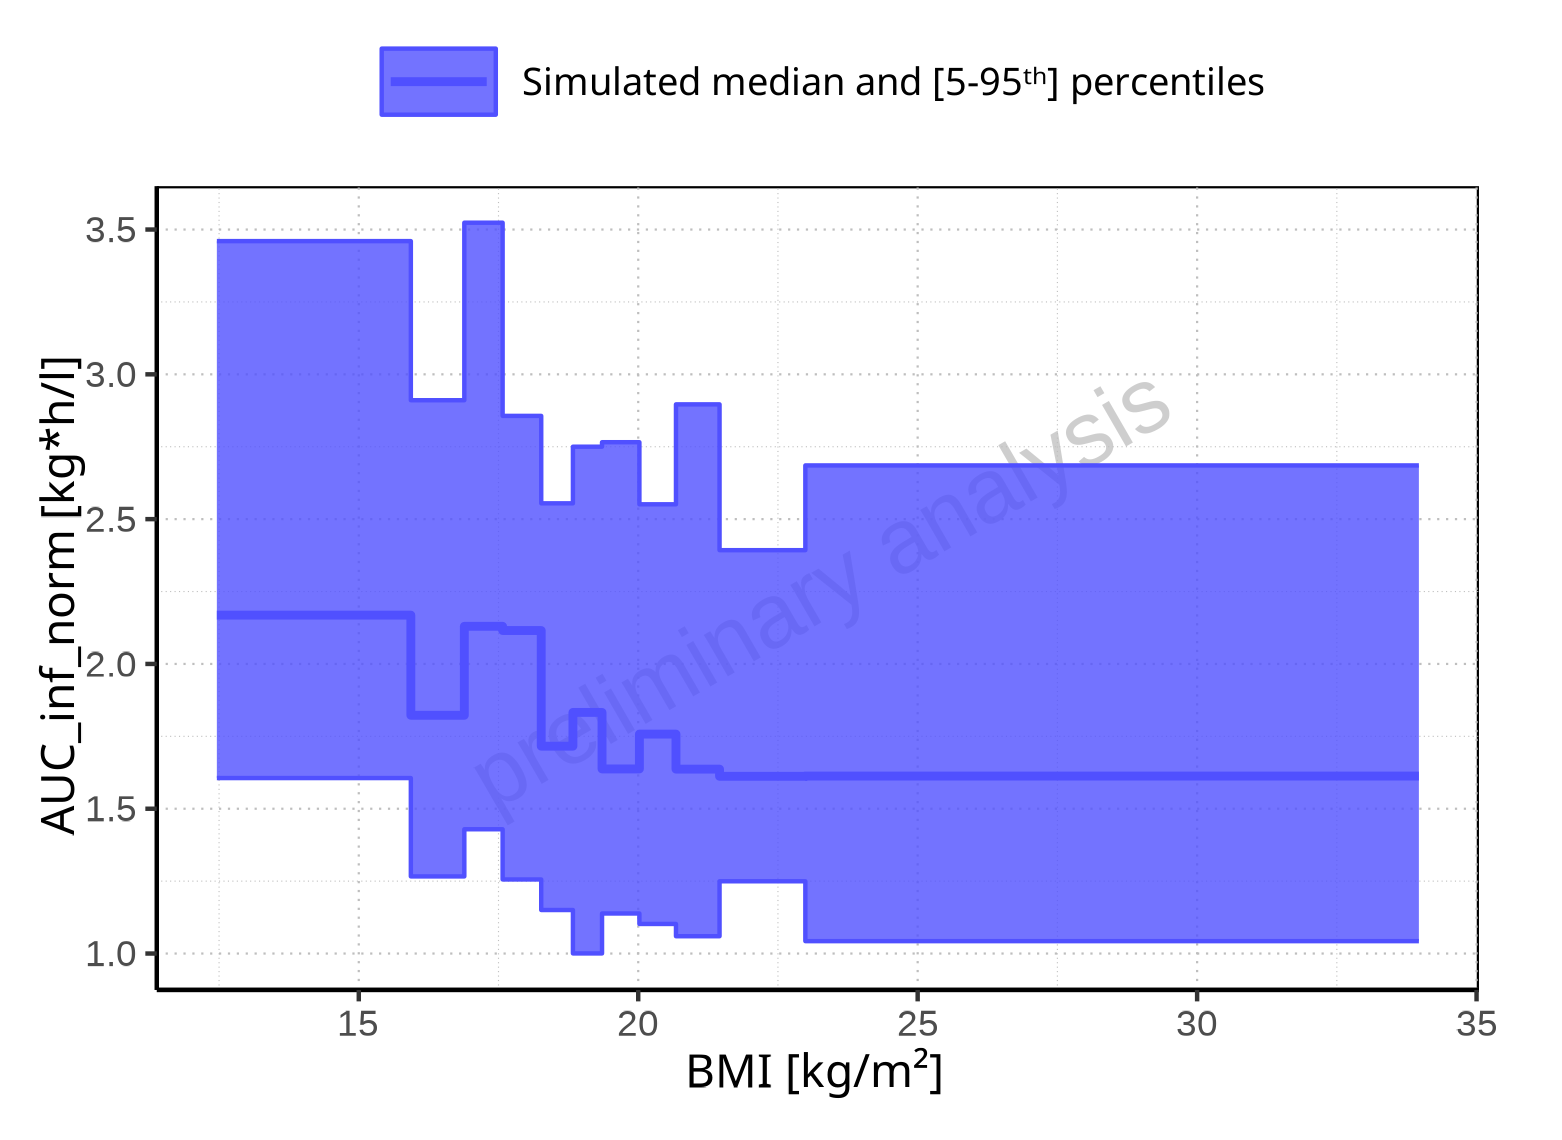 Simulated median and [5-95ᵗʰ] percentiles
AUC_inf_norm [kg*h/l]
3.5
3.0
2.5
2.0
1.5
1.0
preliminary analysis
15 20 25 30 35
BMI [kg/m²]